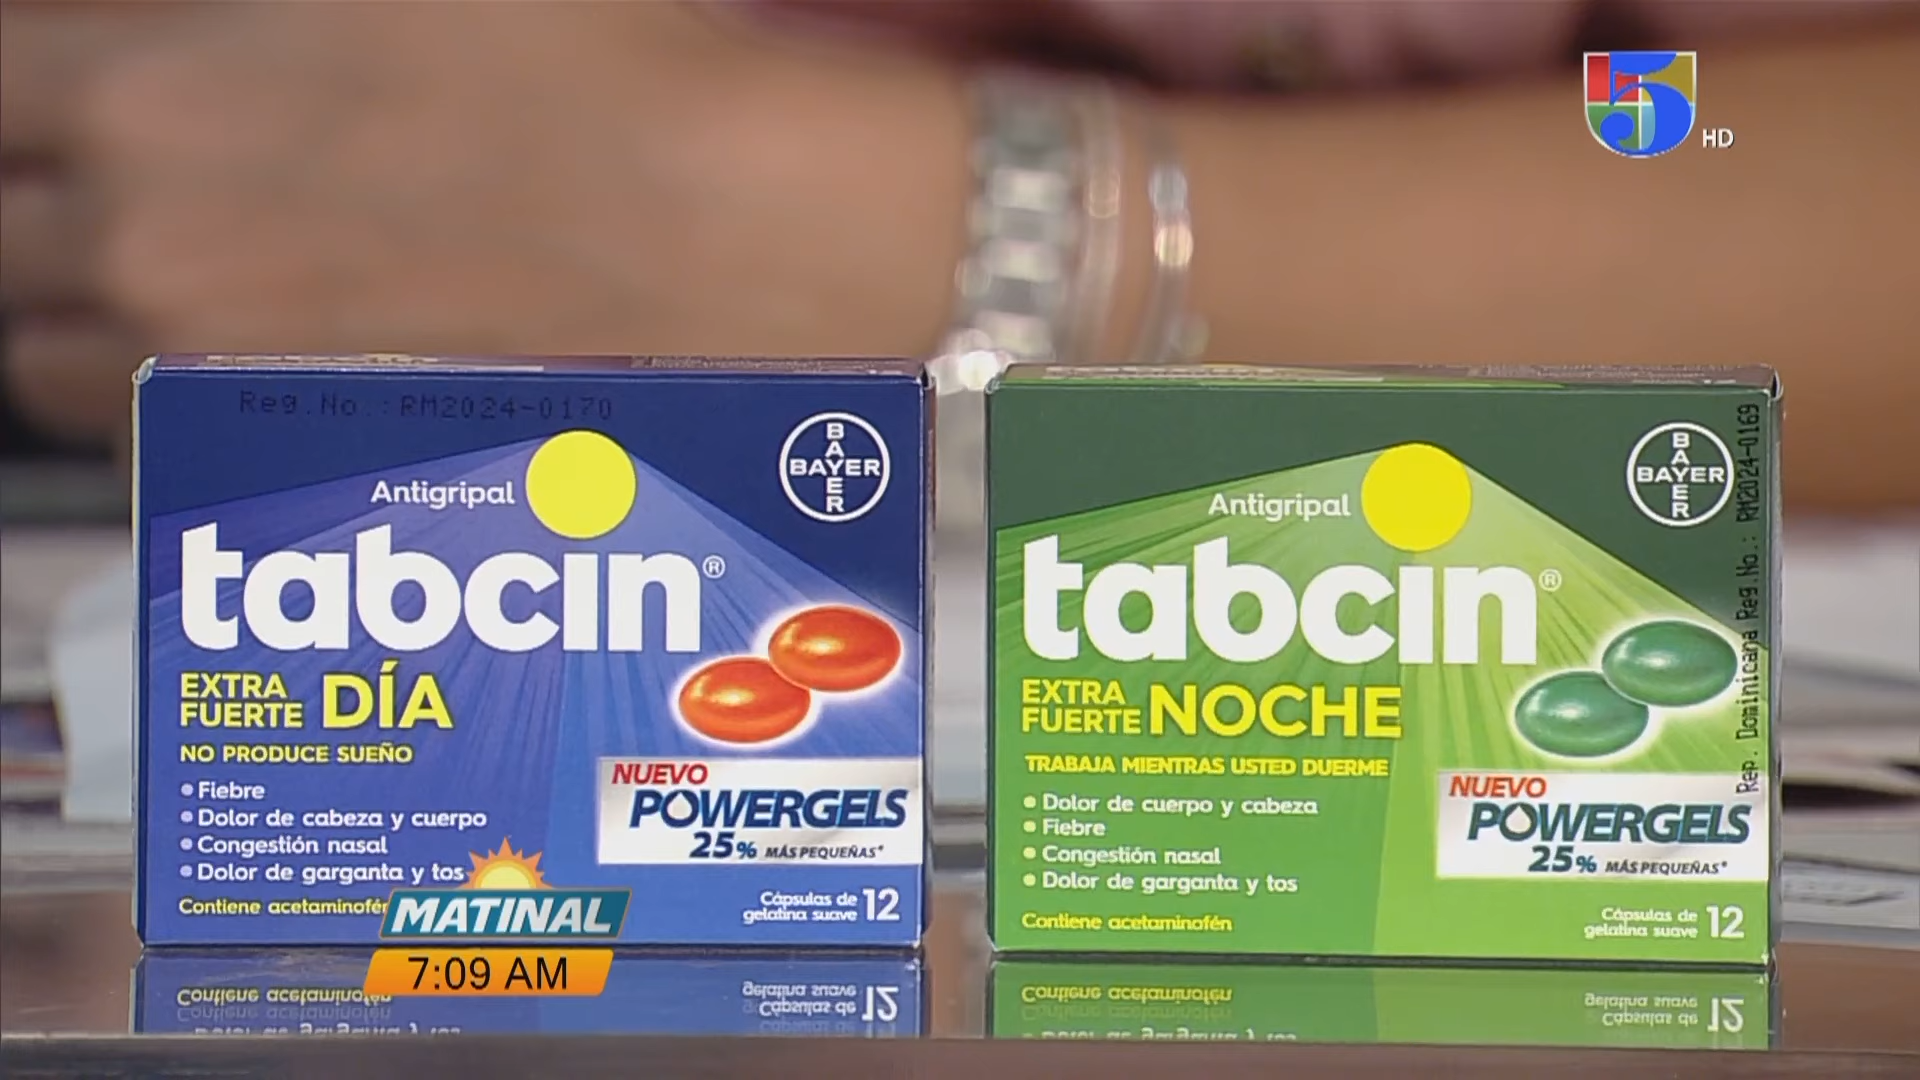 5
HD
Reg.No.:RM2024-0170
BAYER
BAYER
Antigripal
tabcin®
EXTRA
FUERTE DÍA
NO PRODUCE SUEÑO
• Fiebre
• Dolor de cabeza y cuerpo
• Congestión nasal
• Dolor de garganta y tos
Contiene acetaminofén
NUEVO
POWERGELS
25% MÁS PEQUEÑAS*
Cápsulas de
gelatina suave 12
BAYER
BAYER
Antigripal
tabcin®
EXTRA
FUERTE NOCHE
TRABAJA MIENTRAS USTED DUERME
• Dolor de cuerpo y cabeza
• Fiebre
• Congestión nasal
• Dolor de garganta y tos
Contiene acetaminofén
NUEVO
POWERGELS
25% MÁS PEQUEÑAS*
Cápsulas de
gelatina suave 12
Rep. Dominicana Reg.No.: RM2024-0169
MATINAL
7:09 AM